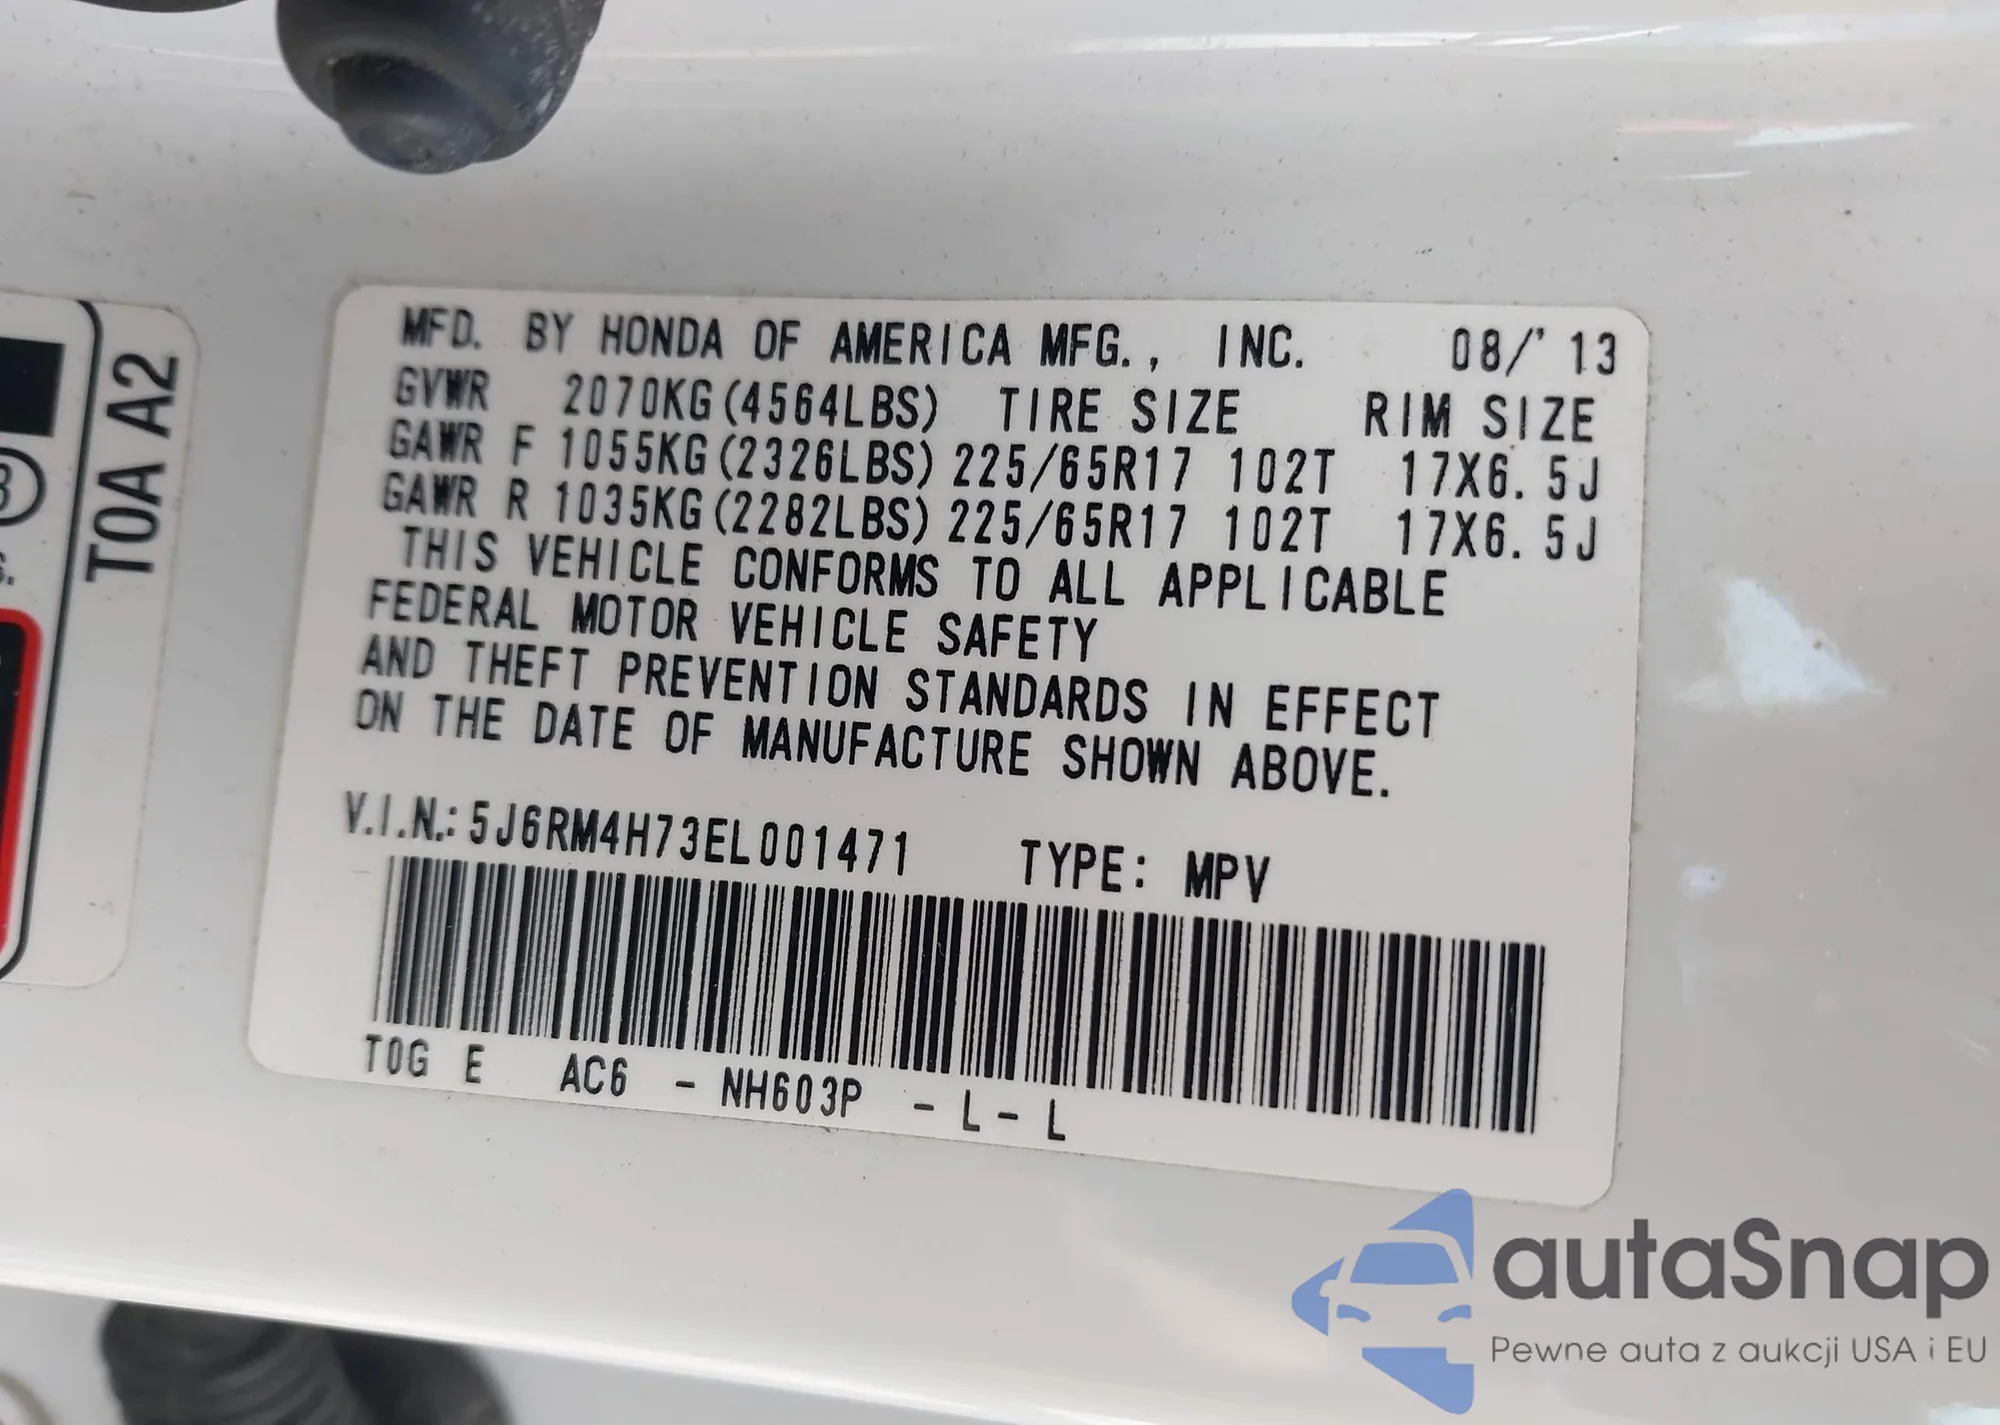 MFD. BY HONDA OF AMERICA MFG., INC. 08/'13
GVWR 2070KG(4564LBS) TIRE SIZE RIM SIZE
GAWR F 1055KG(2326LBS) 225/65R17 102T 17X6.5J
GAWR R 1035KG(2282LBS) 225/65R17 102T 17X6.5J
THIS VEHICLE CONFORMS TO ALL APPLICABLE
FEDERAL MOTOR VEHICLE SAFETY
AND THEFT PREVENTION STANDARDS IN EFFECT
ON THE DATE OF MANUFACTURE SHOWN ABOVE.
V.I.N.: 5J6RM4H73EL001471 TYPE: MPV
T0G E AC6 - NH603P - L - L
T0A A2
autoSnap
Pewne auta z aukcji USA i EU